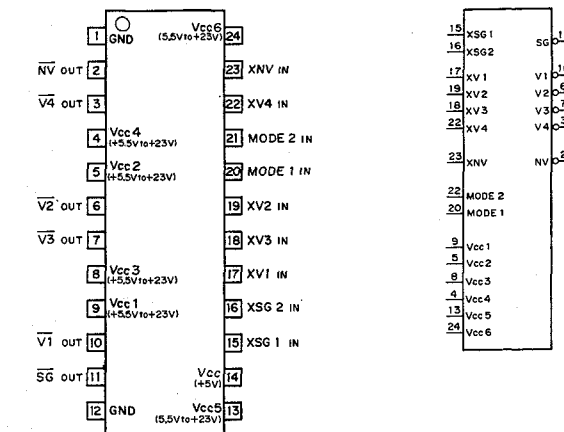 1 GND
Vcc6 24
(5,5V to +23V)
NV OUT 2
23 XNV IN
V4 OUT 3
22 XV4 IN
4 Vcc4
(+5.5V to +23V)
21 MODE 2 IN
5 Vcc2
(+5.5V to +23V)
20 MODE 1 IN
V2 OUT 6
19 XV2 IN
V3 OUT 7
18 XV3 IN
8 Vcc3
(+5.5V to +23V)
17 XV1 IN
9 Vcc1
(+5.5V to +23V)
16 XSG 2 IN
V1 OUT 10
15 XSG 1 IN
SG OUT 11
Vcc 14
(+5V)
12 GND
Vcc5 13
(5,5V to +23V)
15 XSG1
SG
16 XSG2
17 XV1
V1
19 XV2
V2
18 XV3
V3
22 XV4
V4
23 XNV
NV
22 MODE 2
20 MODE 1
9 Vcc1
5 Vcc2
8 Vcc3
4 Vcc4
13 Vcc5
24 Vcc6